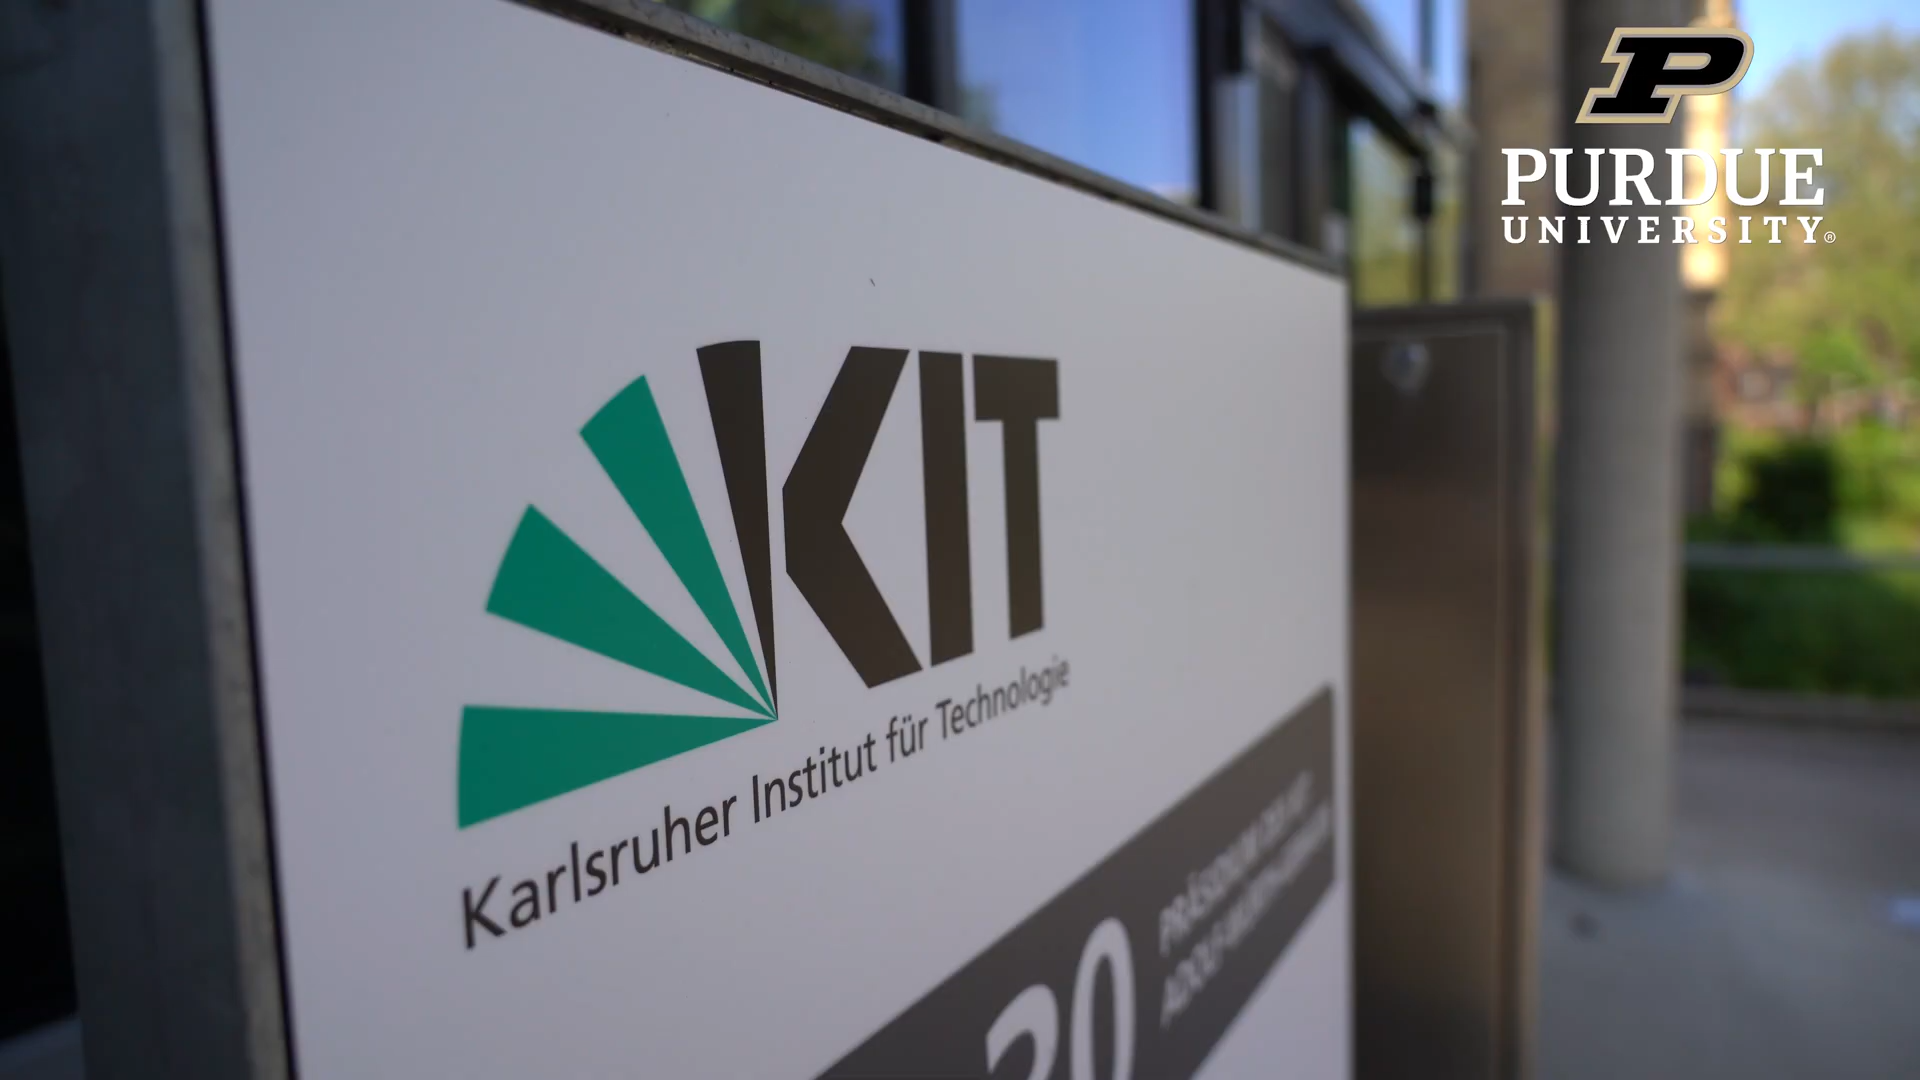 P
PURDUE
UNIVERSITY®
KIT
Karlsruher Institut für Technologie